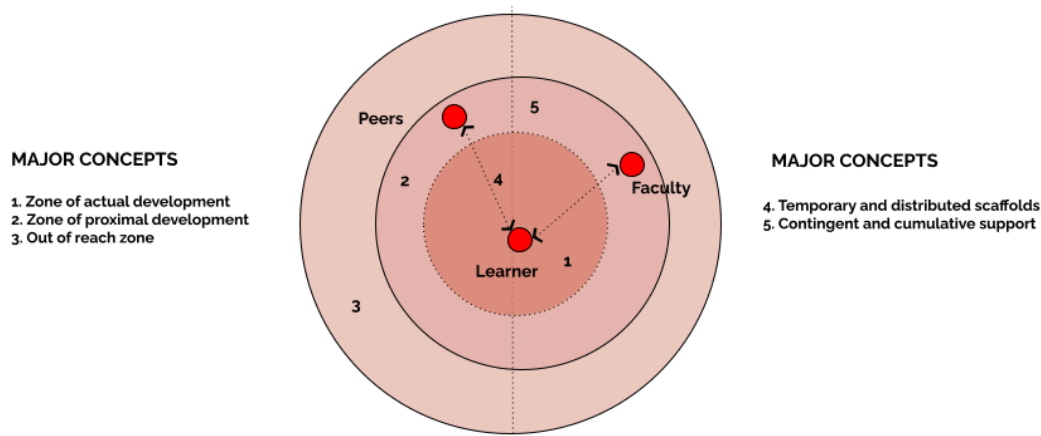 MAJOR CONCEPTS
1. Zone of actual development
2. Zone of proximal development
3. Out of reach zone
Peers
5
2
4
Faculty
Learner
1
3
MAJOR CONCEPTS
4. Temporary and distributed scaffolds
5. Contingent and cumulative support